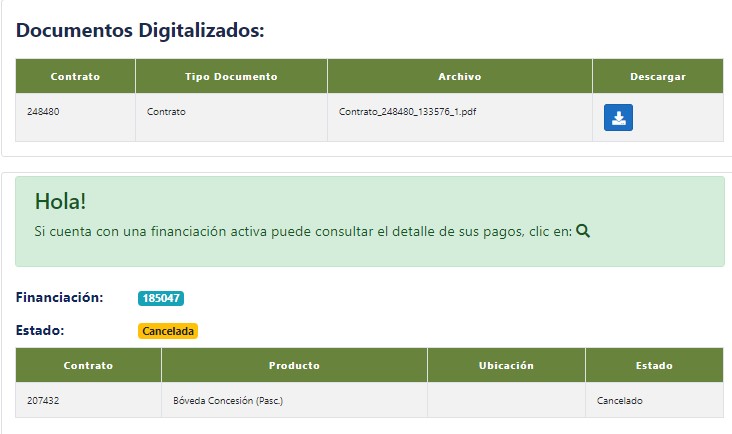 Documentos Digitalizados:
Contrato Tipo Documento Archivo Descargar
248480 Contrato Contrato_248480_133576_1.pdf
Hola!
Si cuenta con una financiación activa puede consultar el detalle de sus pagos, clic en:
Financiación: 185047
Estado: Cancelada
Contrato Producto Ubicación Estado
207432 Bóveda Concesión (Pasc.) Cancelado